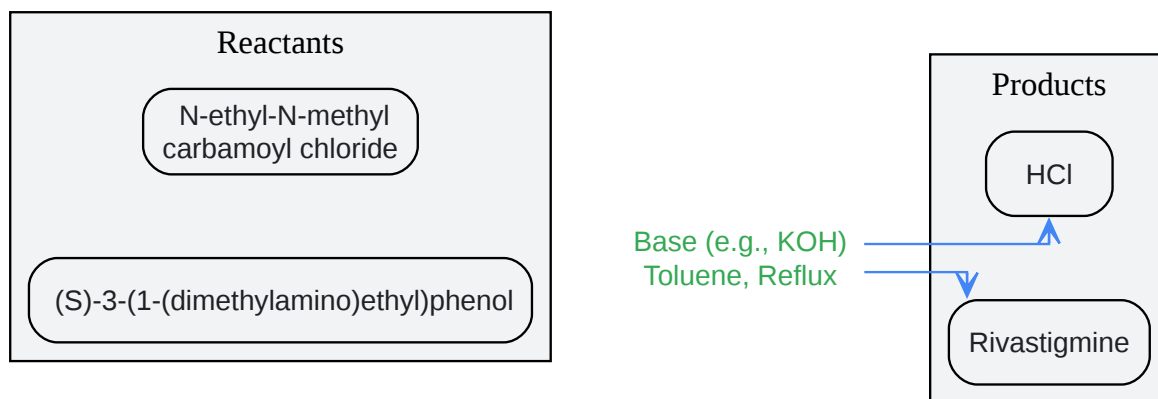 Reactants
N-ethyl-N-methyl
carbamoyl chloride
(S)-3-(1-(dimethylamino)ethyl)phenol
Base (e.g., KOH)
Toluene, Reflux
Products
HCl
Rivastigmine